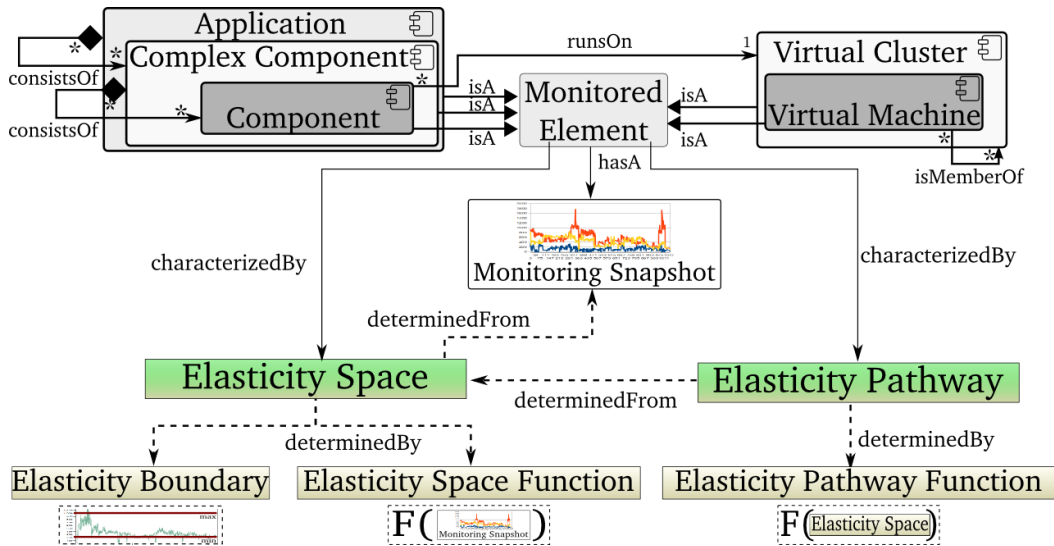 Application
Complex Component
Component
*
*
*
*
*
consistsOf
consistsOf
runsOn
1
Virtual Cluster
Virtual Machine
*
*
isMemberOf
isA
isA
isA
isA
isA
Monitored
Element
hasA
Monitoring Snapshot
characterizedBy
characterizedBy
determinedFrom
Elasticity Space
determinedFrom
Elasticity Pathway
determinedBy
determinedBy
Elasticity Boundary
Elasticity Space Function
Elasticity Pathway Function
max
min
F( Monitoring Snapshot )
F(Elasticity Space)